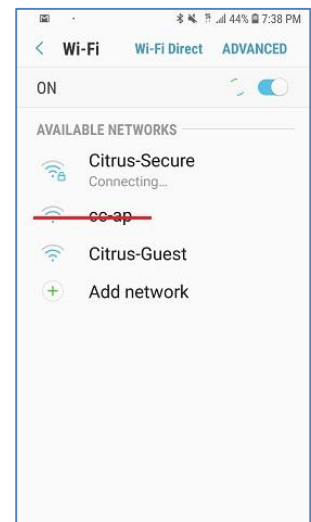 44% 7:38 PM
< Wi-Fi Wi-Fi Direct ADVANCED
ON
AVAILABLE NETWORKS
Citrus-Secure
Connecting...
cc-ap
Citrus-Guest
+ Add network